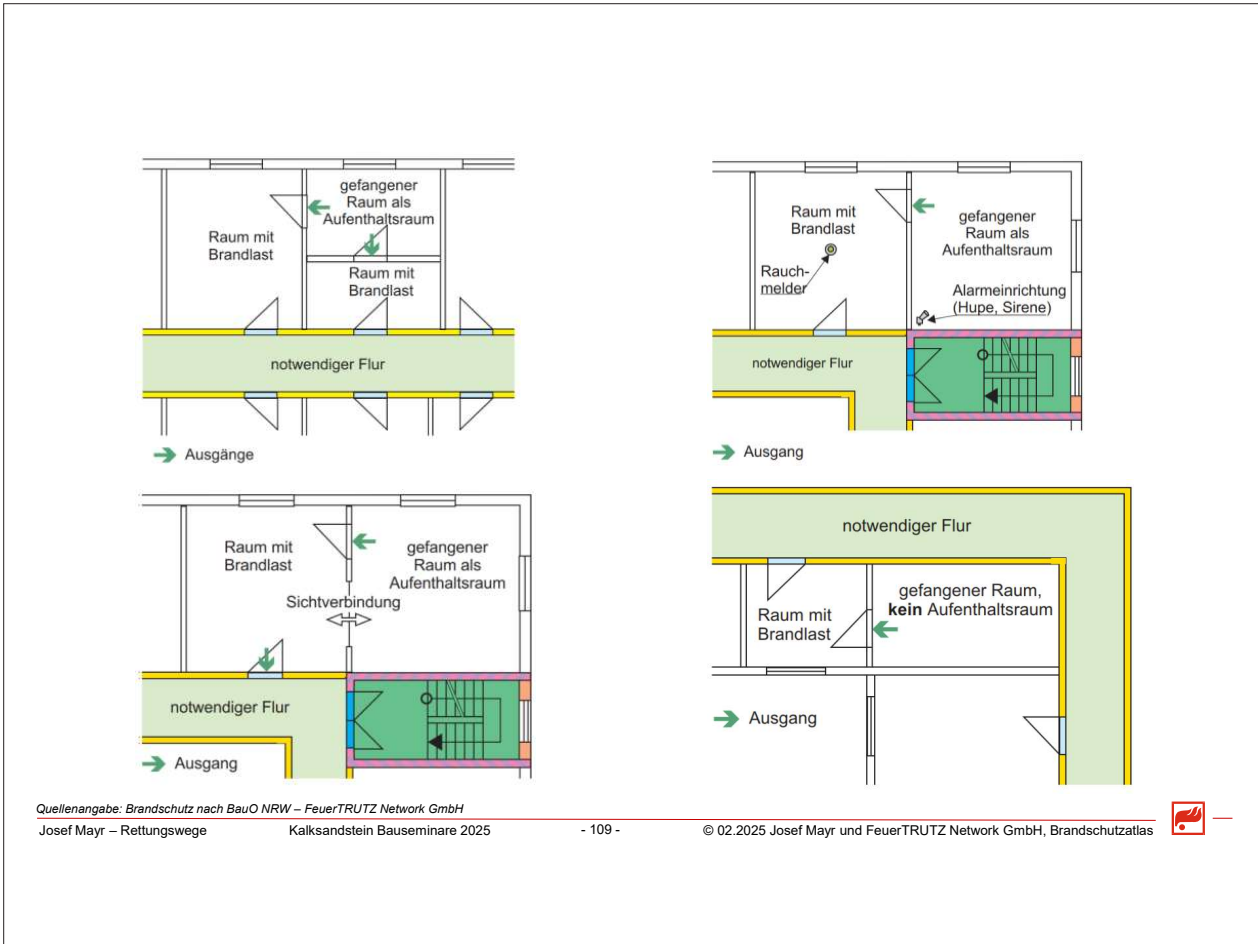 gefangener
Raum als
Aufenthaltsraum
Raum mit
Brandlast
Raum mit
Brandlast
notwendiger Flur
Ausgänge
Raum mit
Brandlast
gefangener
Raum als
Aufenthaltsraum
Rauch-
melder
Alarmeinrichtung
(Hupe, Sirene)
notwendiger Flur
Ausgang
Raum mit
Brandlast
gefangener
Raum als
Aufenthaltsraum
Sichtverbindung
notwendiger Flur
Ausgang
notwendiger Flur
gefangener Raum,
kein Aufenthaltsraum
Raum mit
Brandlast
Ausgang
Quellenangabe: Brandschutz nach BauO NRW – FeuerTRUTZ Network GmbH
Josef Mayr – Rettungswege Kalksandstein Bauseminare 2025 - 109 - © 02.2025 Josef Mayr und FeuerTRUTZ Network GmbH, Brandschutzatlas